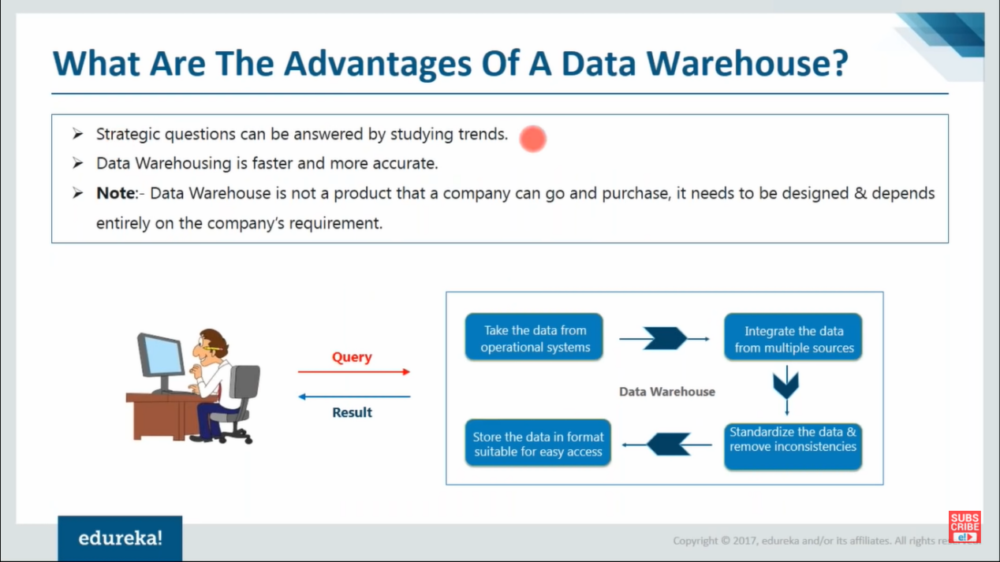 What Are The Advantages Of A Data Warehouse?
➢ Strategic questions can be answered by studying trends.
➢ Data Warehousing is faster and more accurate.
➢ Note:- Data Warehouse is not a product that a company can go and purchase, it needs to be designed & depends
entirely on the company's requirement.
Query
Result
Take the data from
operational systems
Integrate the data
from multiple sources
Data Warehouse
Standardize the data &
remove inconsistencies
Store the data in format
suitable for easy access
edureka!
Copyright © 2017, edureka and/or its affiliates. All rights
SUBS
CRIBE
e!